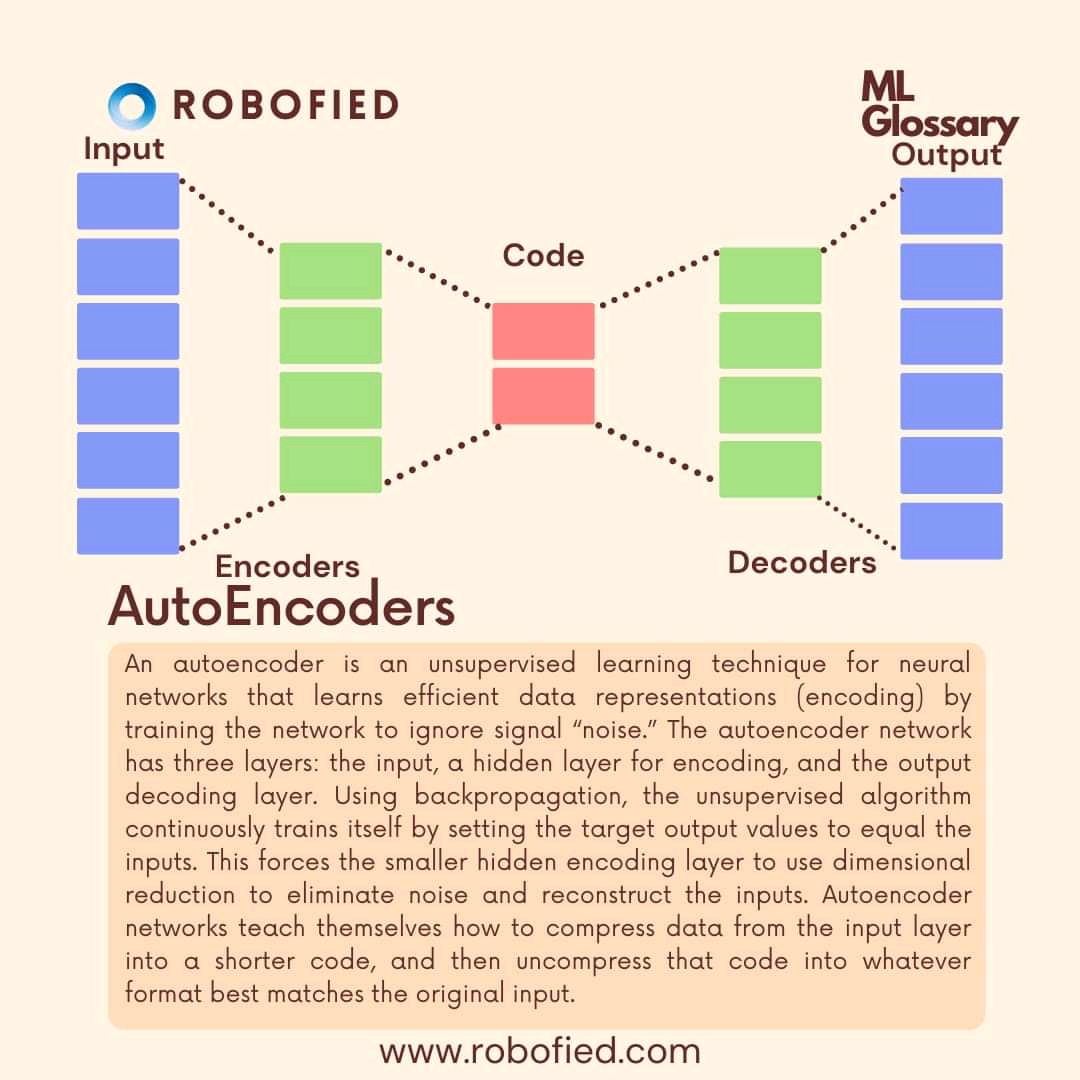 ROBOFIED
ML
Glossary
Input
Output
Code
Encoders
Decoders
AutoEncoders
An autoencoder is an unsupervised learning technique for neural
networks that learns efficient data representations (encoding) by
training the network to ignore signal “noise.” The autoencoder network
has three layers: the input, a hidden layer for encoding, and the output
decoding layer. Using backpropagation, the unsupervised algorithm
continuously trains itself by setting the target output values to equal the
inputs. This forces the smaller hidden encoding layer to use dimensional
reduction to eliminate noise and reconstruct the inputs. Autoencoder
networks teach themselves how to compress data from the input layer
into a shorter code, and then uncompress that code into whatever
format best matches the original input.
www.robofied.com